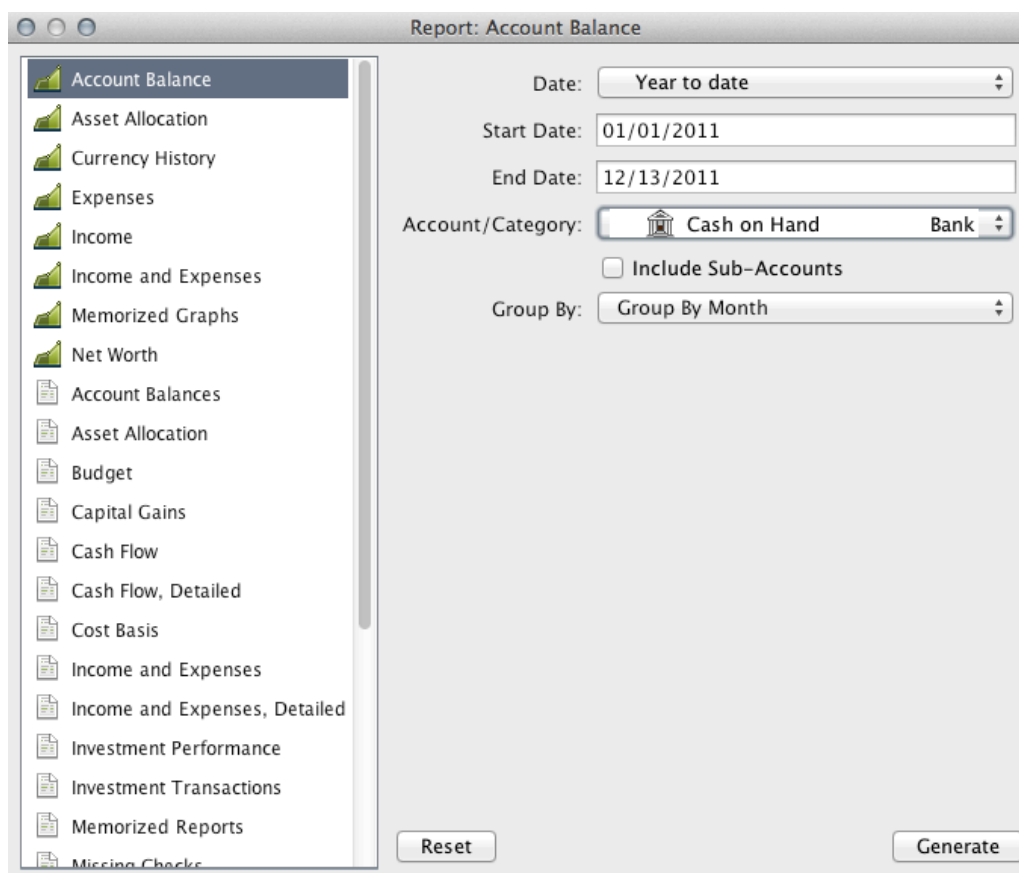 Report: Account Balance
Account Balance
Asset Allocation
Currency History
Expenses
Income
Income and Expenses
Memorized Graphs
Net Worth
Account Balances
Asset Allocation
Budget
Capital Gains
Cash Flow
Cash Flow, Detailed
Cost Basis
Income and Expenses
Income and Expenses, Detailed
Investment Performance
Investment Transactions
Memorized Reports
Missing Checks
Date: Year to date
Start Date: 01/01/2011
End Date: 12/13/2011
Account/Category: Cash on Hand Bank
Include Sub-Accounts
Group By: Group By Month
Reset Generate